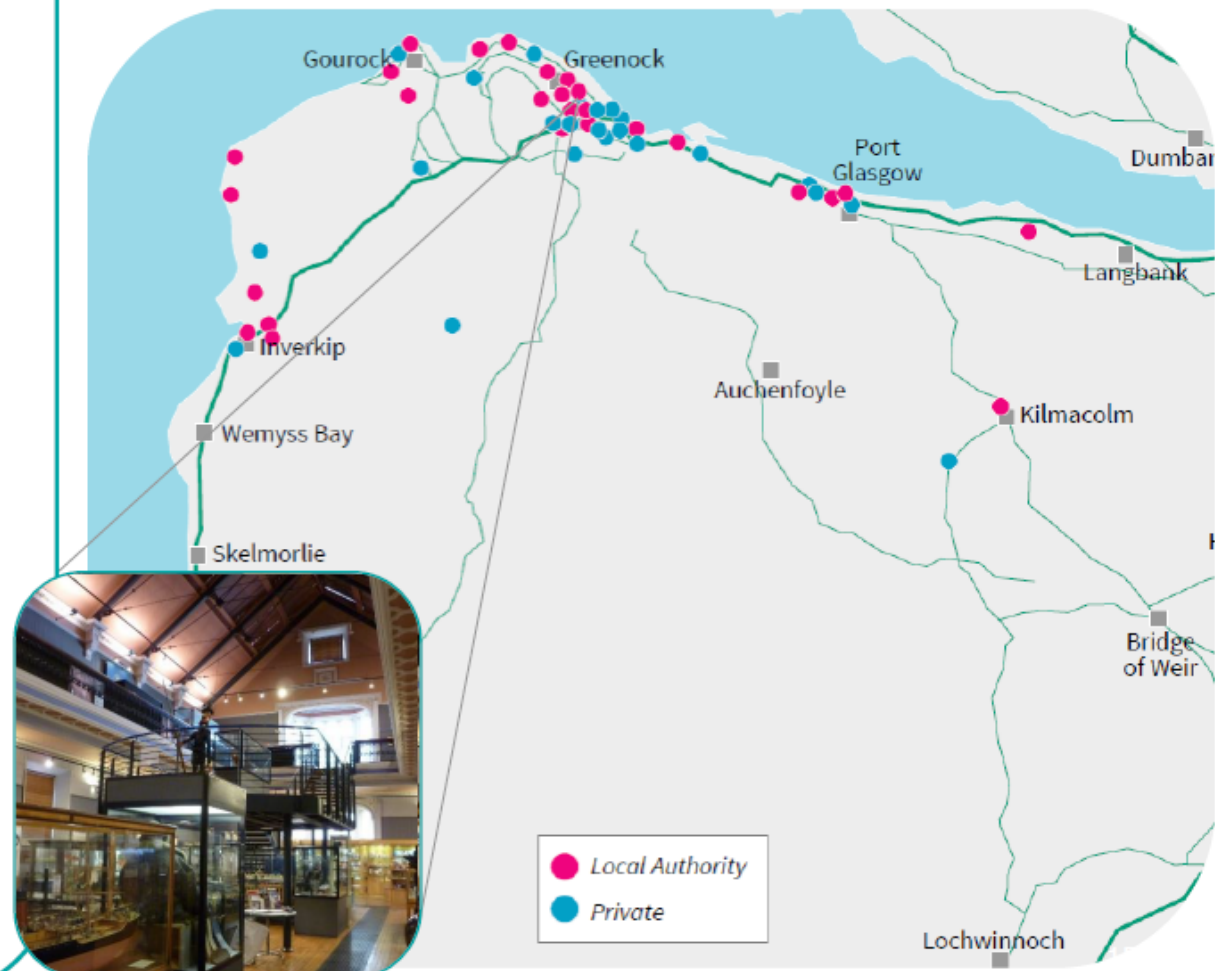 Gourock
Greenock
Port
Glasgow
Langbank
Inverkip
Auchenfoyle
Kilmacolm
Wemyss Bay
Skelmorlie
Bridge
of Weir
Local Authority
Private
Lochwinnoch